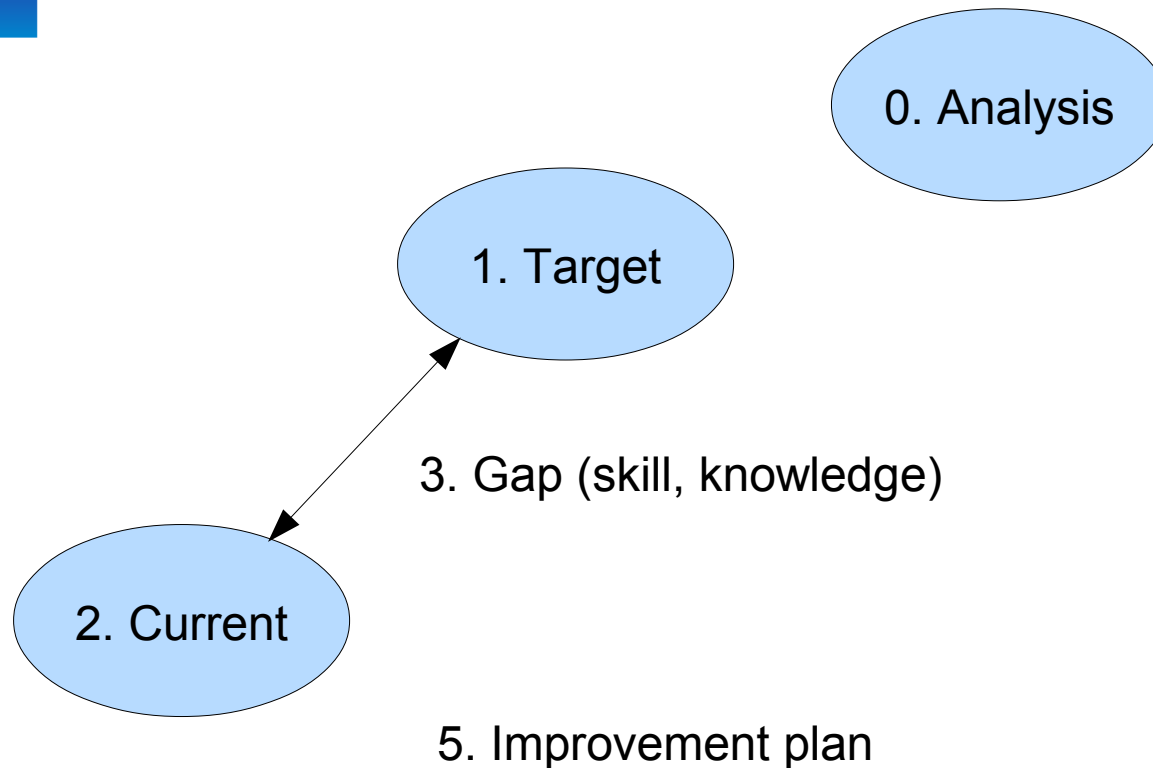 0. Analysis
1. Target
3. Gap (skill, knowledge)
2. Current
5. Improvement plan